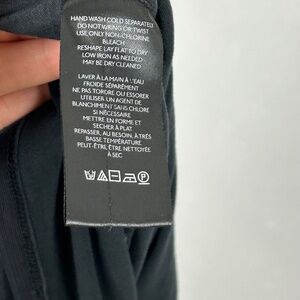 HAND WASH COLD SEPARATELY
DO NOT WRING OR TWIST
USE ONLY NON-CHLORINE
BLEACH
RESHAPE LAY FLAT TO DRY
LOW IRON AS NEEDED
MAY BE DRY CLEANED
LAVER À LA MAIN À L'EAU
FROIDE SÉPARÉMENT
NE PAS TORDRE OU ESSORER
UTILISER UN AGENT DE
BLANCHIMENT SANS CHLORE
SI NÉCESSAIRE
METTRE EN FORME ET
SÉCHER À PLAT
REPASSER, AU BESOIN, À TRÈS
BASSE TEMPÉRATURE
PEUT-ÊTRE ÊTRE NETTOYÉE
À SEC